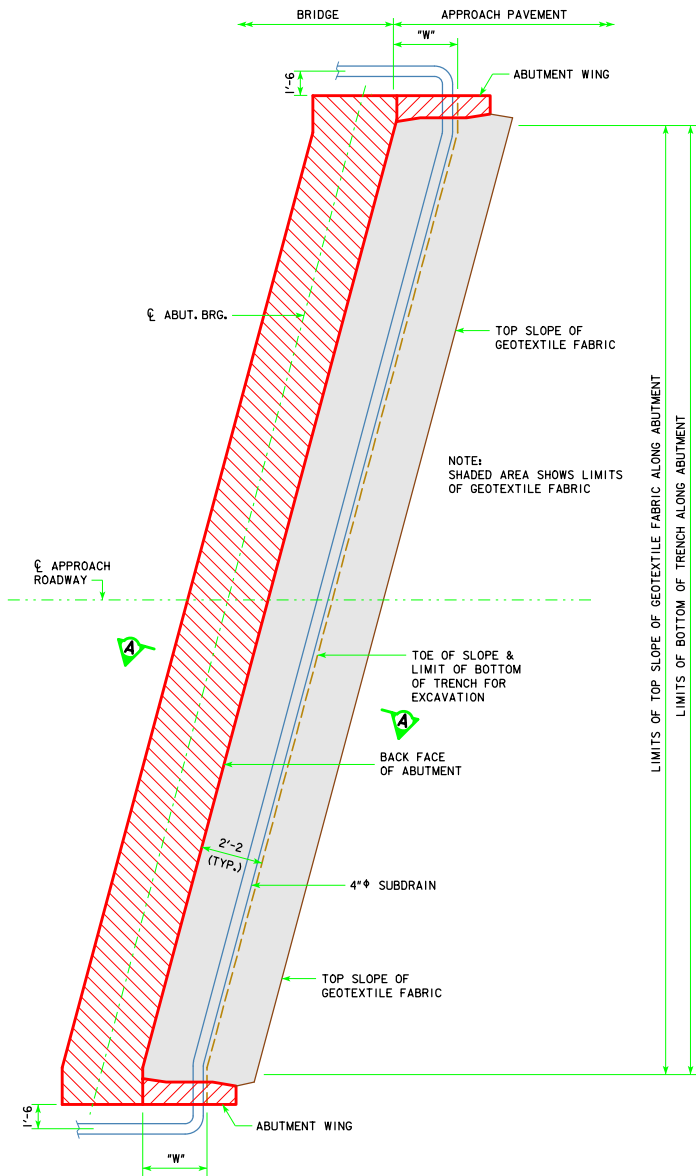 BRIDGE
APPROACH PAVEMENT
"W"
1'-6
ABUTMENT WING
℄ ABUT. BRG.
TOP SLOPE OF
GEOTEXTILE FABRIC
NOTE:
SHADED AREA SHOWS LIMITS
OF GEOTEXTILE FABRIC
℄ APPROACH
ROADWAY
A
TOE OF SLOPE &
LIMIT OF BOTTOM
OF TRENCH FOR
EXCAVATION
A
BACK FACE
OF ABUTMENT
2'-2
(TYP.)
4"φ SUBDRAIN
TOP SLOPE OF
GEOTEXTILE FABRIC
1'-6
ABUTMENT WING
"W"
LIMITS OF TOP SLOPE OF GEOTEXTILE FABRIC ALONG ABUTMENT
LIMITS OF BOTTOM OF TRENCH ALONG ABUTMENT